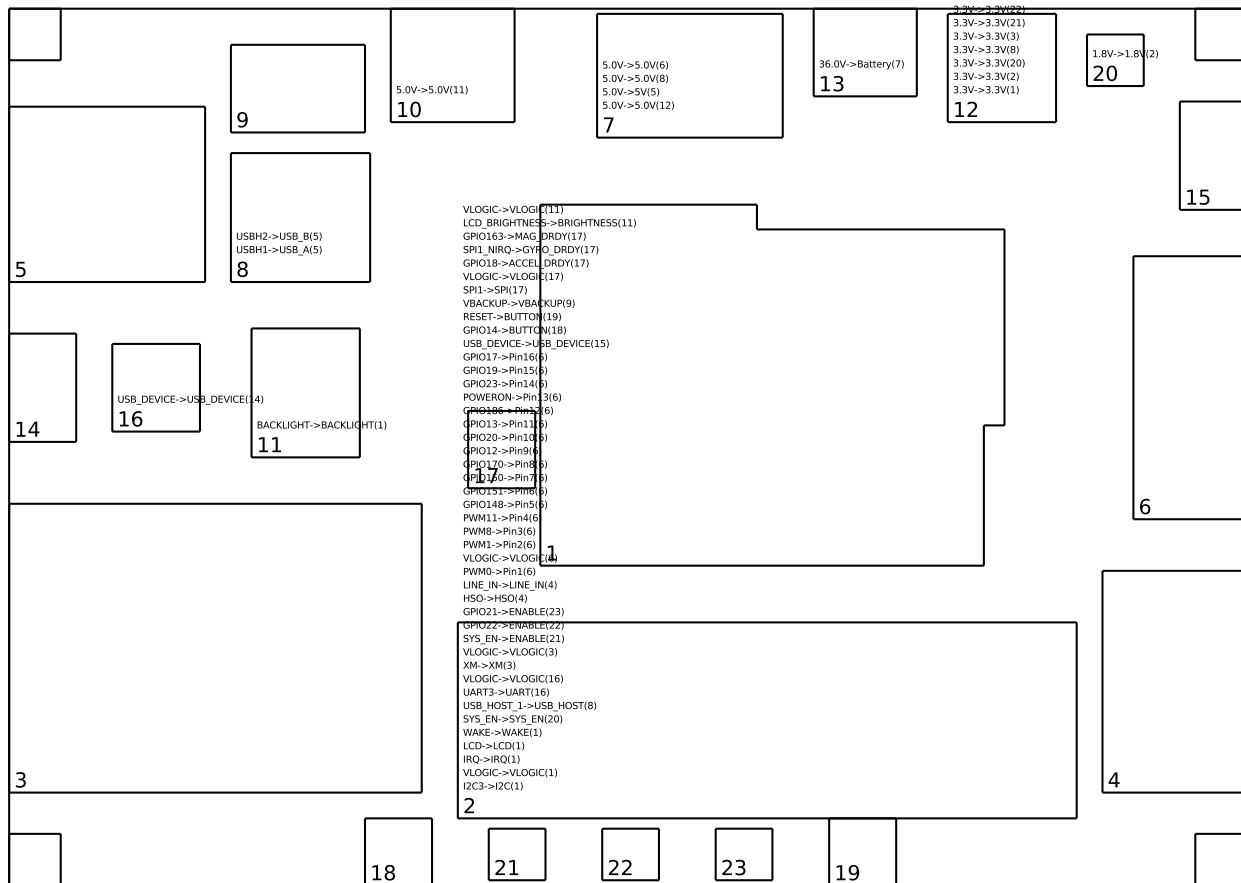 3.3V->3.3V(22)
3.3V->3.3V(21)
3.3V->3.3V(3)
3.3V->3.3V(8)
3.3V->3.3V(20)
3.3V->3.3V(2)
3.3V->3.3V(1)
12
1.8V->1.8V(2)
20
36.0V->Battery(7)
13
5.0V->5.0V(6)
5.0V->5.0V(8)
5.0V->5V(5)
5.0V->5.0V(12)
7
5.0V->5.0V(11)
10
9
15
USBH2->USB_B(5)
USBH1->USB_A(5)
8
5
VLOGIC->VLOGIC(11)
LCD_BRIGHTNESS->BRIGHTNESS(11)
GPIO163->MAG_DRDY(17)
SPI1_NIRQ->GYRO_DRDY(17)
GPIO18->ACCEL_DRDY(17)
VLOGIC->VLOGIC(17)
SPI1->SPI(17)
VBACKUP->VBACKUP(9)
RESET->BUTTON(19)
GPIO14->BUTTON(18)
USB_DEVICE->USB_DEVICE(15)
GPIO17->Pin16(6)
GPIO19->Pin15(6)
GPIO23->Pin14(6)
POWERON->Pin13(6)
GPIO186->Pin12(6)
GPIO13->Pin11(6)
GPIO20->Pin10(6)
GPIO12->Pin9(6)
GPIO170->Pin8(6)
GPIO150->Pin7(6)
GPIO151->Pin6(6)
GPIO148->Pin5(6)
PWM11->Pin4(6)
PWM8->Pin3(6)
PWM1->Pin2(6)
VLOGIC->VLOGIC(6)
PWM0->Pin1(6)
LINE_IN->LINE_IN(4)
HSO->HSO(4)
GPIO21->ENABLE(23)
GPIO22->ENABLE(22)
SYS_EN->ENABLE(21)
VLOGIC->VLOGIC(3)
XM->XM(3)
VLOGIC->VLOGIC(16)
UART3->UART(16)
USB_HOST_1->USB_HOST(8)
SYS_EN->SYS_EN(20)
WAKE->WAKE(1)
LCD->LCD(1)
IRQ->IRQ(1)
VLOGIC->VLOGIC(1)
I2C3->I2C(1)
2
17
1
USB_DEVICE->USB_DEVICE(14)
16
14
BACKLIGHT->BACKLIGHT(1)
11
6
3
4
18
21
22
23
19